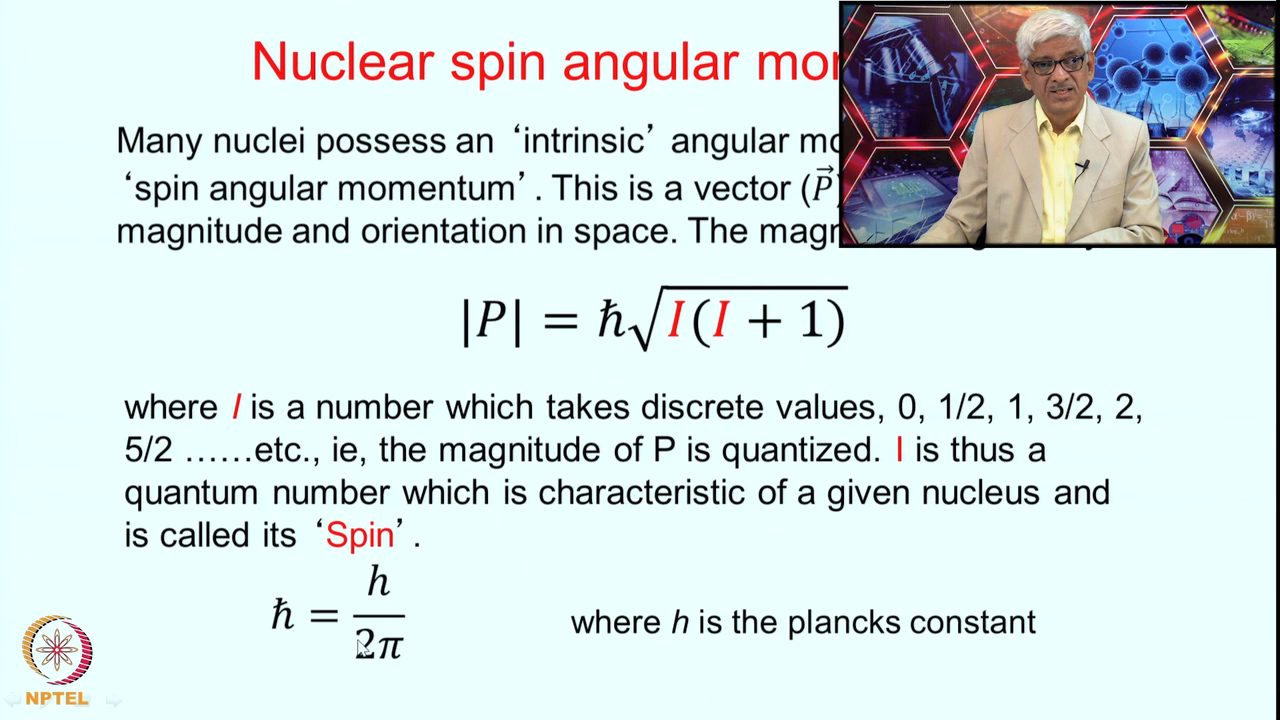 Nuclear spin angular
Many nuclei possess an ‘intrinsic’ angular
‘spin angular momentum’. This is a vector (P⃗)
magnitude and orientation in space. The
|P| = ħ√I(I + 1)
where I is a number which takes discrete values, 0, 1/2, 1, 3/2, 2,
5/2 ……etc., ie, the magnitude of P is quantized. I is thus a
quantum number which is characteristic of a given nucleus and
is called its ‘Spin’.
ħ = h/2π
where h is the plancks constant
NPTEL